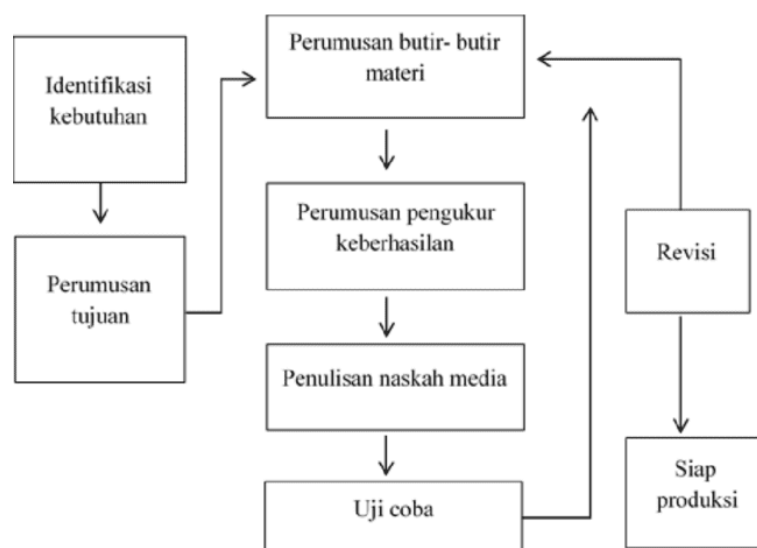 Identifikasi
kebutuhan
Perumusan
tujuan
Perumusan butir- butir
materi
Perumusan pengukur
keberhasilan
Penulisan naskah media
Uji coba
Revisi
Siap
produksi